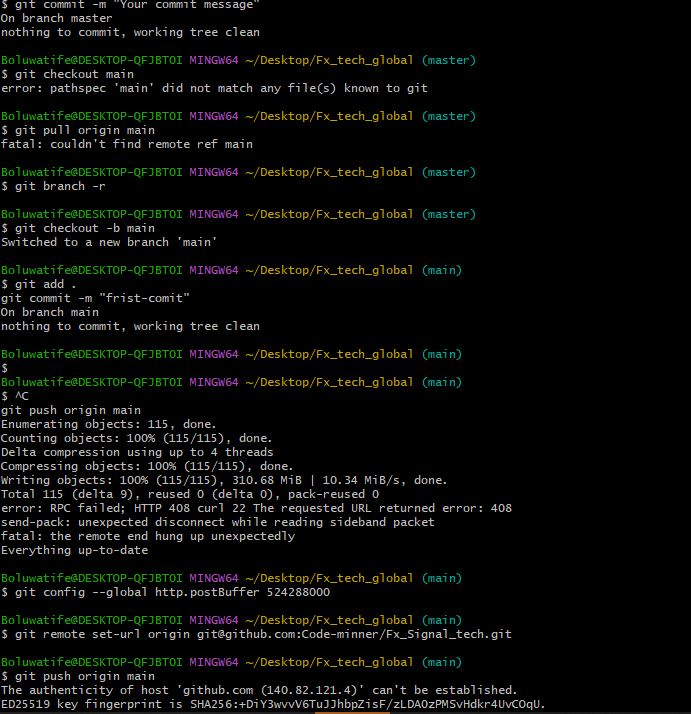 $ git commit -m "Your commit message"
On branch master
nothing to commit, working tree clean
Boluwatife@DESKTOP-QFJBTOI MINGW64 ~/Desktop/Fx_tech_global (master)
$ git checkout main
error: pathspec 'main' did not match any file(s) known to git
Boluwatife@DESKTOP-QFJBTOI MINGW64 ~/Desktop/Fx_tech_global (master)
$ git pull origin main
fatal: couldn't find remote ref main
Boluwatife@DESKTOP-QFJBTOI MINGW64 ~/Desktop/Fx_tech_global (master)
$ git branch -r
Boluwatife@DESKTOP-QFJBTOI MINGW64 ~/Desktop/Fx_tech_global (master)
$ git checkout -b main
Switched to a new branch 'main'
Boluwatife@DESKTOP-QFJBTOI MINGW64 ~/Desktop/Fx_tech_global (main)
$ git add .
git commit -m "frist-comit"
On branch main
nothing to commit, working tree clean
Boluwatife@DESKTOP-QFJBTOI MINGW64 ~/Desktop/Fx_tech_global (main)
$
Boluwatife@DESKTOP-QFJBTOI MINGW64 ~/Desktop/Fx_tech_global (main)
$ ^C
git push origin main
Enumerating objects: 115, done.
Counting objects: 100% (115/115), done.
Delta compression using up to 4 threads
Compressing objects: 100% (115/115), done.
Writing objects: 100% (115/115), 310.68 MiB | 10.34 MiB/s, done.
Total 115 (delta 9), reused 0 (delta 0), pack-reused 0
error: RPC failed; HTTP 408 curl 22 The requested URL returned error: 408
send-pack: unexpected disconnect while reading sideband packet
fatal: the remote end hung up unexpectedly
Everything up-to-date
Boluwatife@DESKTOP-QFJBTOI MINGW64 ~/Desktop/Fx_tech_global (main)
$ git config --global http.postBuffer 524288000
Boluwatife@DESKTOP-QFJBTOI MINGW64 ~/Desktop/Fx_tech_global (main)
$ git remote set-url origin git@github.com:Code-minner/Fx_Signal_tech.git
Boluwatife@DESKTOP-QFJBTOI MINGW64 ~/Desktop/Fx_tech_global (main)
$ git push origin main
The authenticity of host 'github.com (140.82.121.4)' can't be established.
ED25519 key fingerprint is SHA256:+DiY3wvvV6TuJJhbpZisF/zLDA0zPMSvHdkr4UvCOqU.